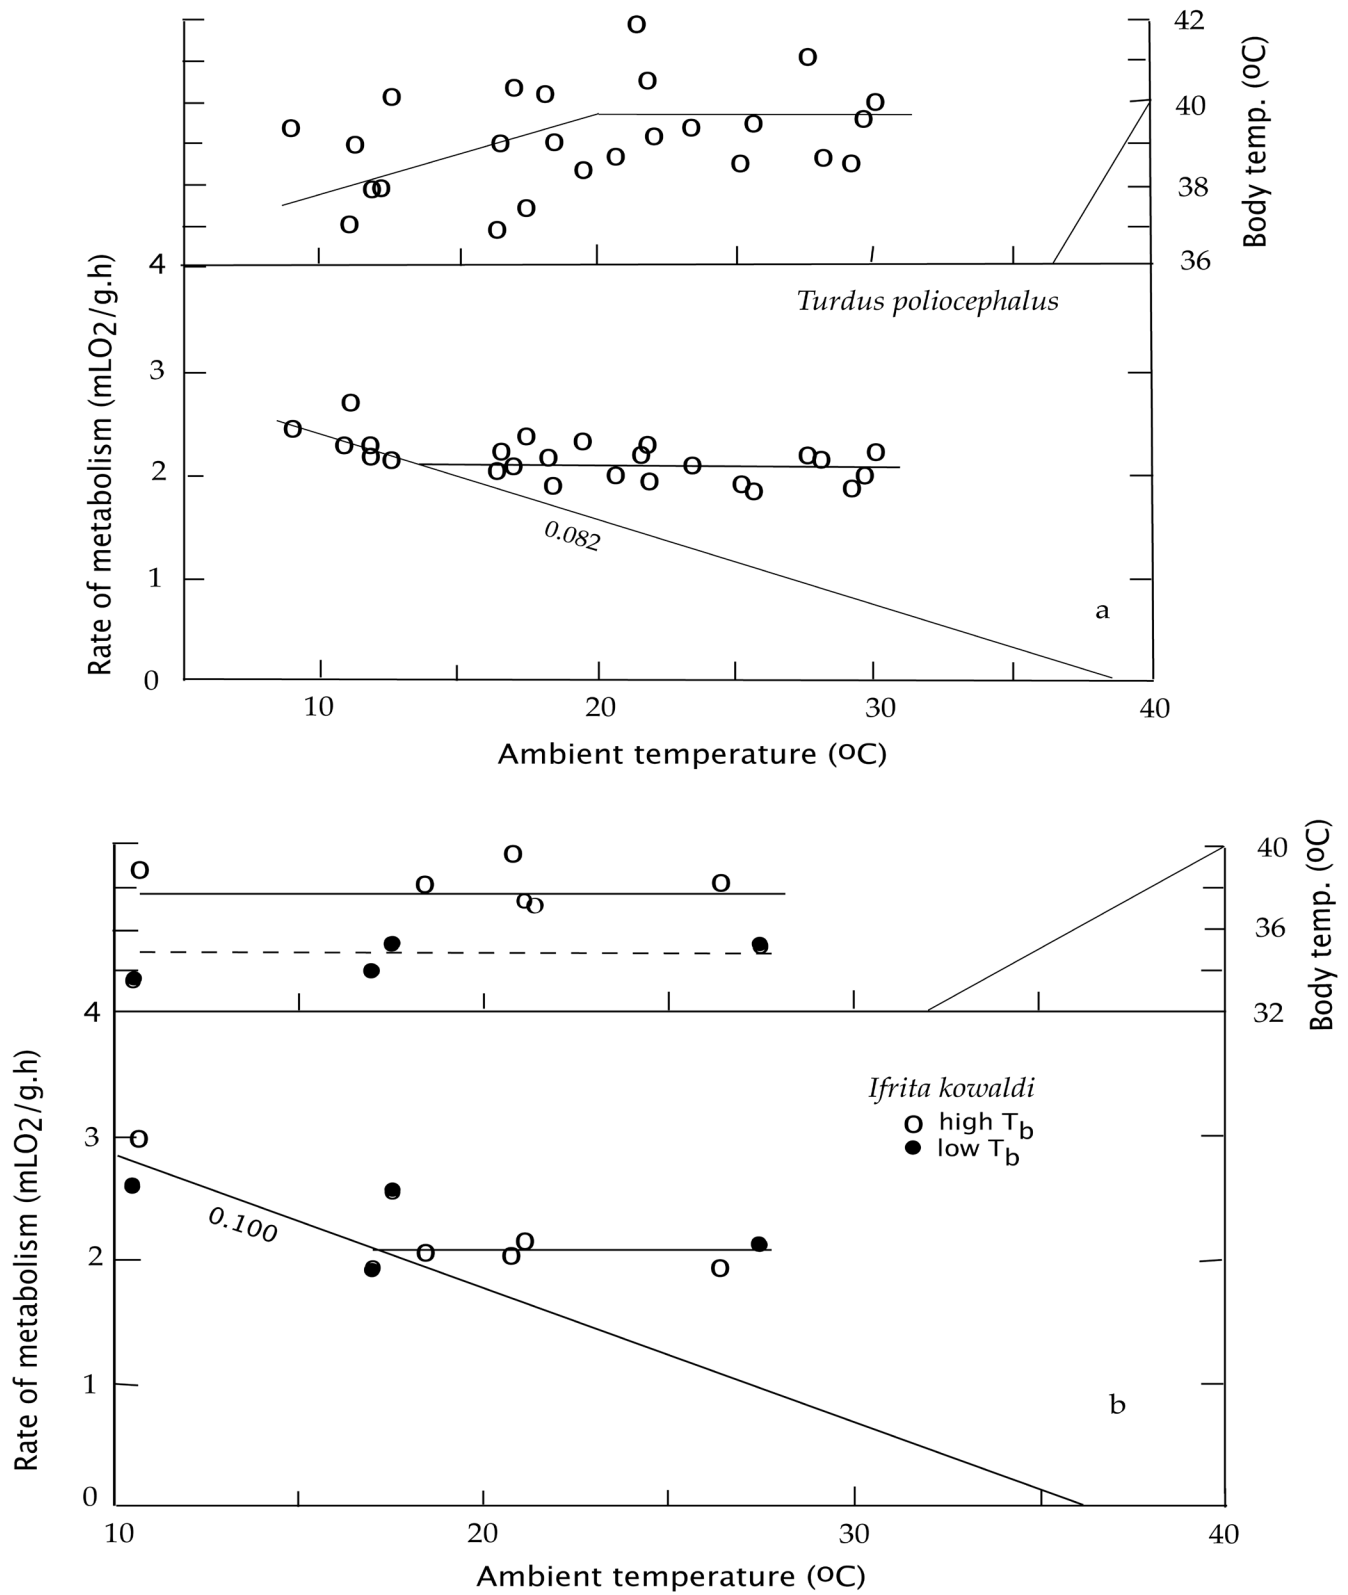 42
40
38
36
Body temp. (oC)
4
3
2
1
0
Rate of metabolism (mLO2/g.h)
Turdus poliocephalus
0.082
a
10 20 30 40
Ambient temperature (oC)
40
36
32
Body temp. (oC)
4
3
2
1
0
Rate of metabolism (mLO2/g.h)
Ifrita kowaldi
high Tb
low Tb
0.100
b
10 20 30 40
Ambient temperature (oC)